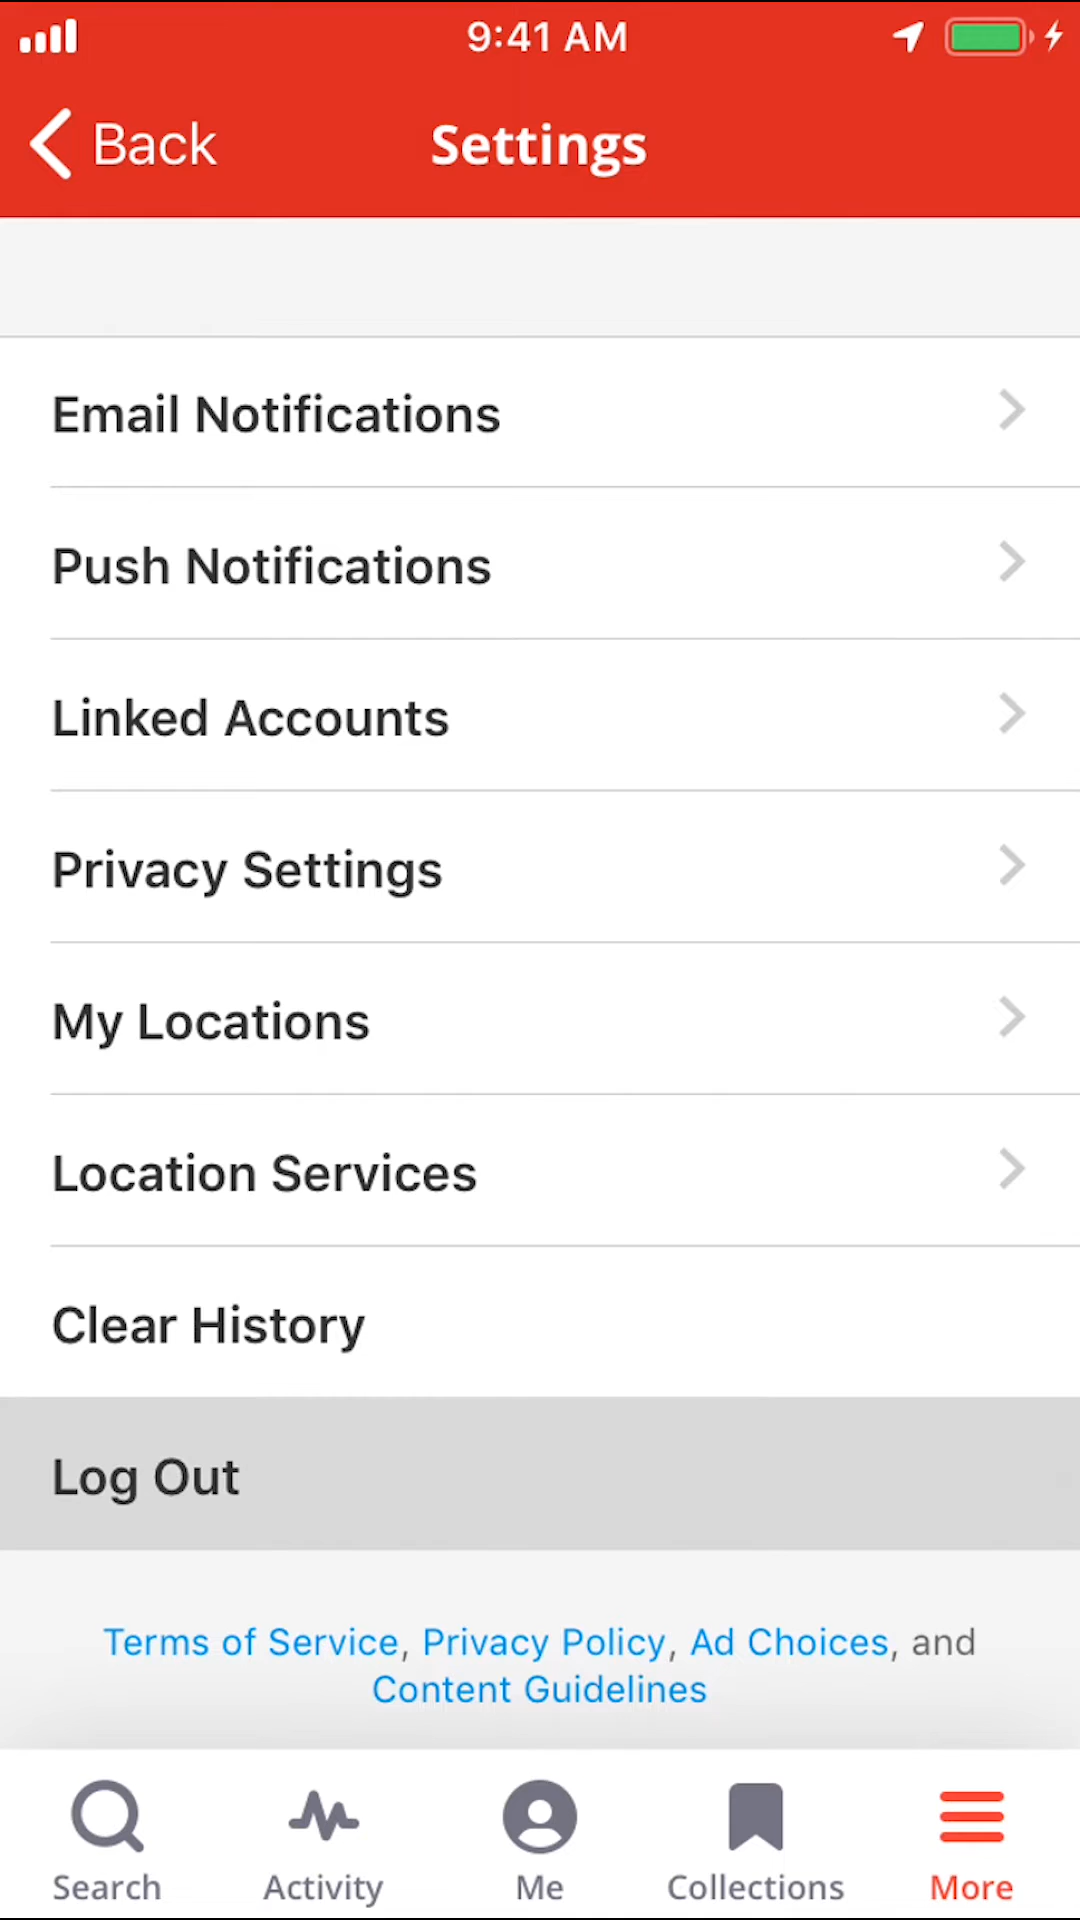 9:41 AM
Back
Settings
Email Notifications
Push Notifications
Linked Accounts
Privacy Settings
My Locations
Location Services
Clear History
Log Out
Terms of Service, Privacy Policy, Ad Choices, and
Content Guidelines
Search
Activity
Me
Collections
More